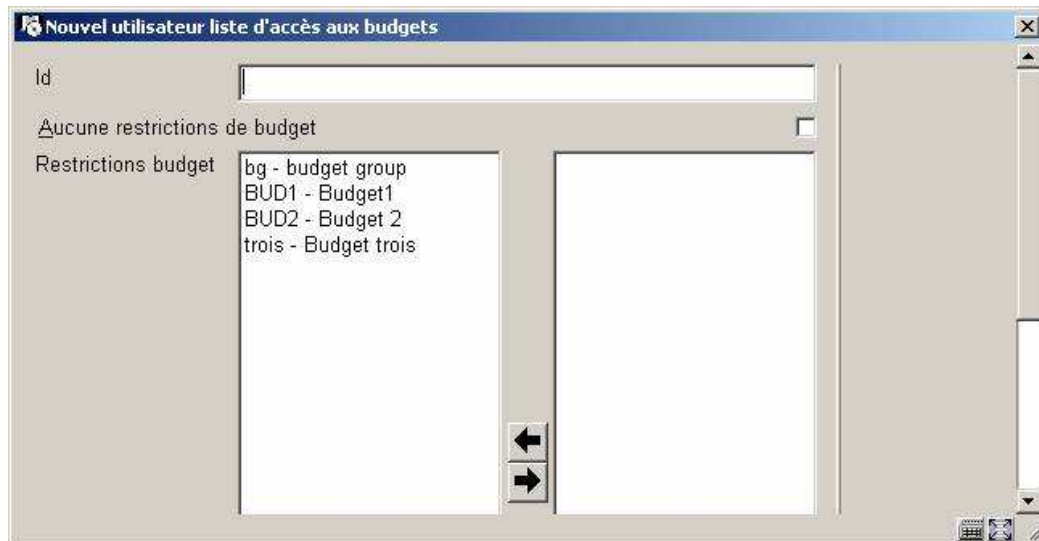 Nouvel utilisateur liste d'accès aux budgets
Id
Aucune restrictions de budget
Restrictions budget
bg - budget group
BUD1 - Budget1
BUD2 - Budget 2
trois - Budget trois